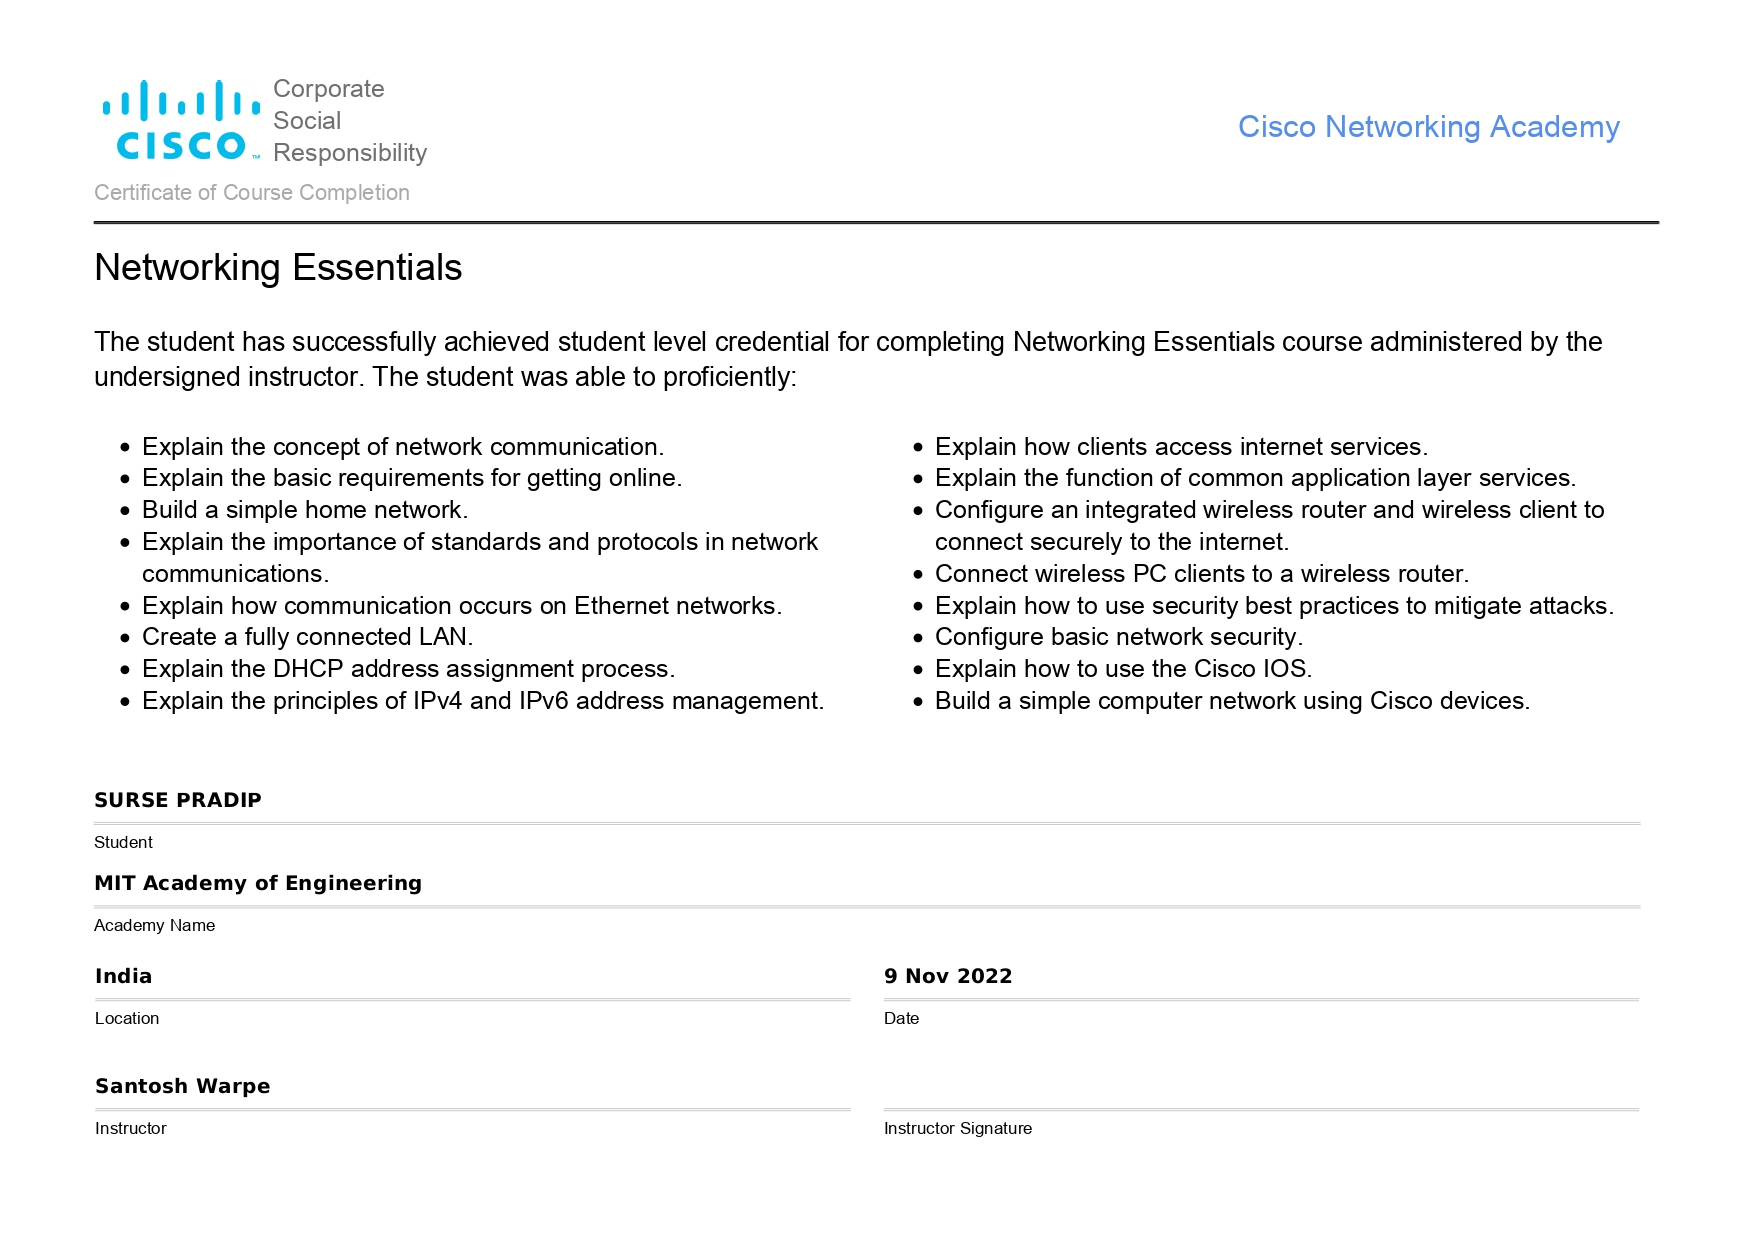 Corporate
Social
Responsibility
CISCO ™
Cisco Networking Academy
Certificate of Course Completion
Networking Essentials
The student has successfully achieved student level credential for completing Networking Essentials course administered by the
undersigned instructor. The student was able to proficiently:
• Explain the concept of network communication.
• Explain the basic requirements for getting online.
• Build a simple home network.
• Explain the importance of standards and protocols in network
communications.
• Explain how communication occurs on Ethernet networks.
• Create a fully connected LAN.
• Explain the DHCP address assignment process.
• Explain the principles of IPv4 and IPv6 address management.
• Explain how clients access internet services.
• Explain the function of common application layer services.
• Configure an integrated wireless router and wireless client to
connect securely to the internet.
• Connect wireless PC clients to a wireless router.
• Explain how to use security best practices to mitigate attacks.
• Configure basic network security.
• Explain how to use the Cisco IOS.
• Build a simple computer network using Cisco devices.
SURSE PRADIP
Student
MIT Academy of Engineering
Academy Name
India
Location
9 Nov 2022
Date
Santosh Warpe
Instructor
Instructor Signature